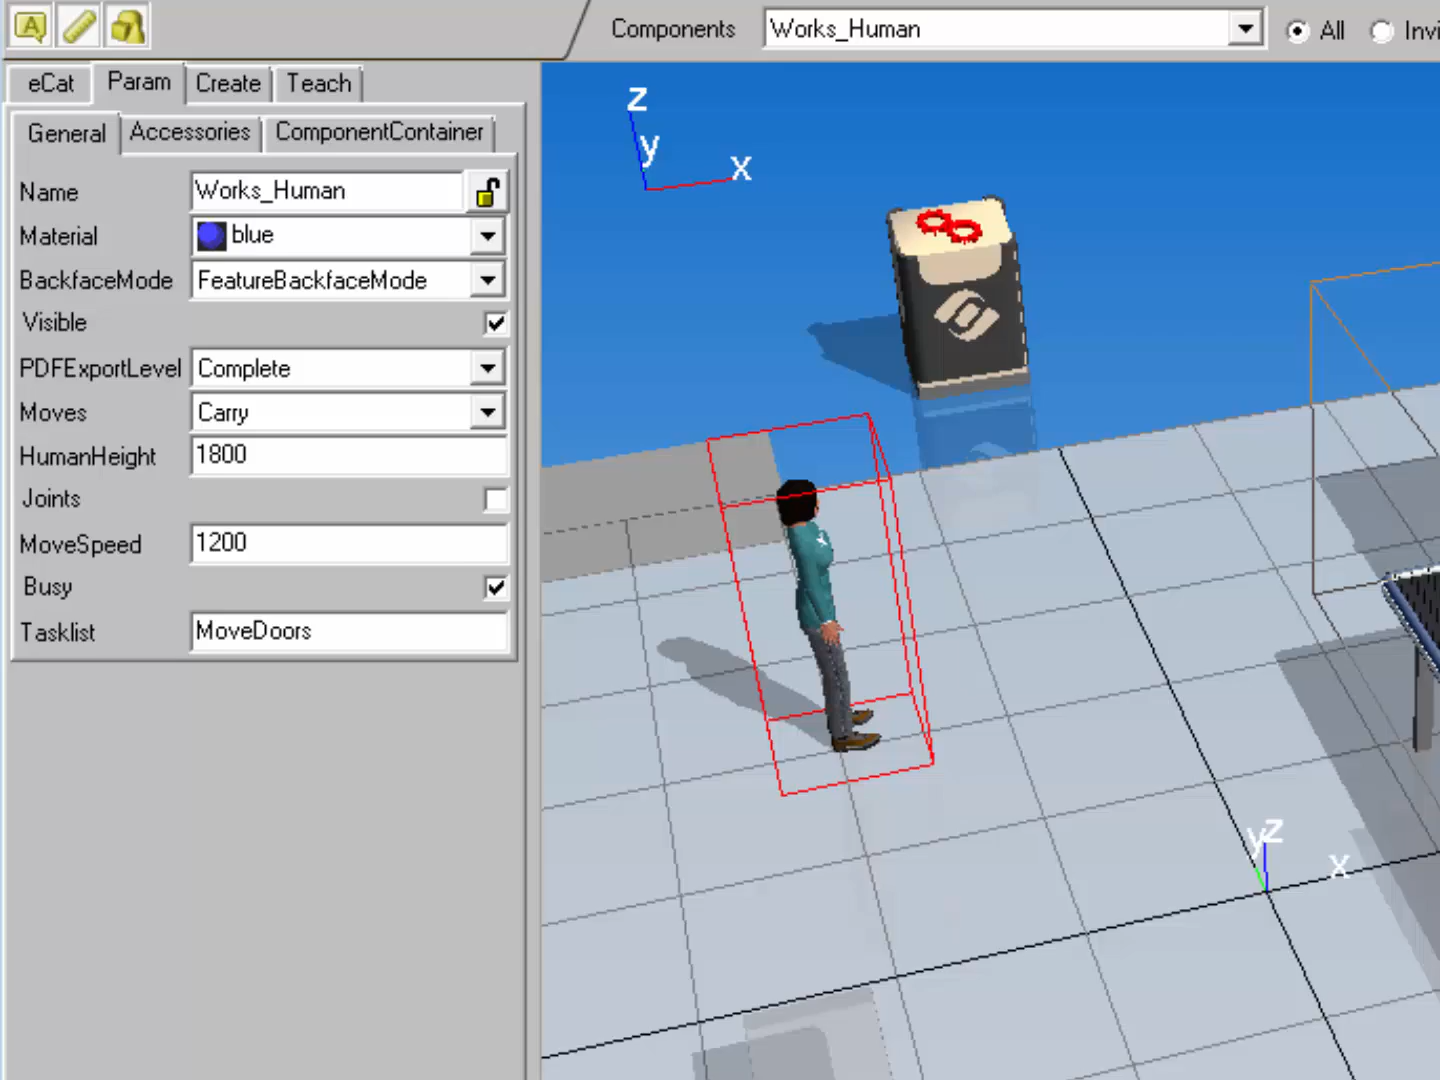 A
Components Works_Human All Invi
eCat Param Create Teach
General Accessories ComponentContainer
Name Works_Human
Material blue
BackfaceMode FeatureBackfaceMode
Visible
PDFExportLevel Complete
Moves Carry
HumanHeight 1800
Joints
MoveSpeed 1200
Busy
Tasklist MoveDoors
z
y
x
y z
x